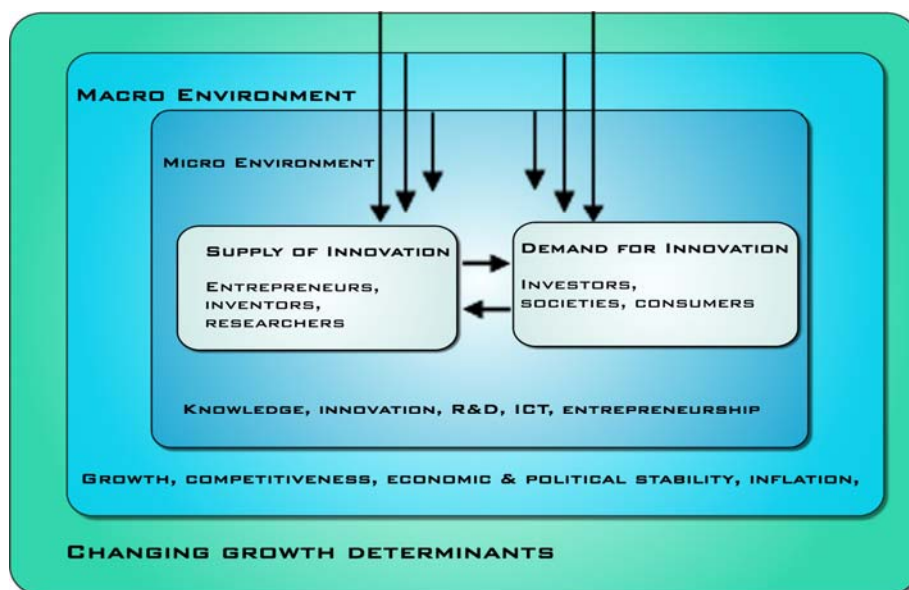 MACRO ENVIRONMENT
MICRO ENVIRONMENT
SUPPLY OF INNOVATION
ENTREPRENEURS,
INVENTORS,
RESEARCHERS
DEMAND FOR INNOVATION
INVESTORS,
SOCIETIES, CONSUMERS
KNOWLEDGE, INNOVATION, R&D, ICT, ENTREPRENEURSHIP
GROWTH, COMPETITIVENESS, ECONOMIC & POLITICAL STABILITY, INFLATION,
CHANGING GROWTH DETERMINANTS